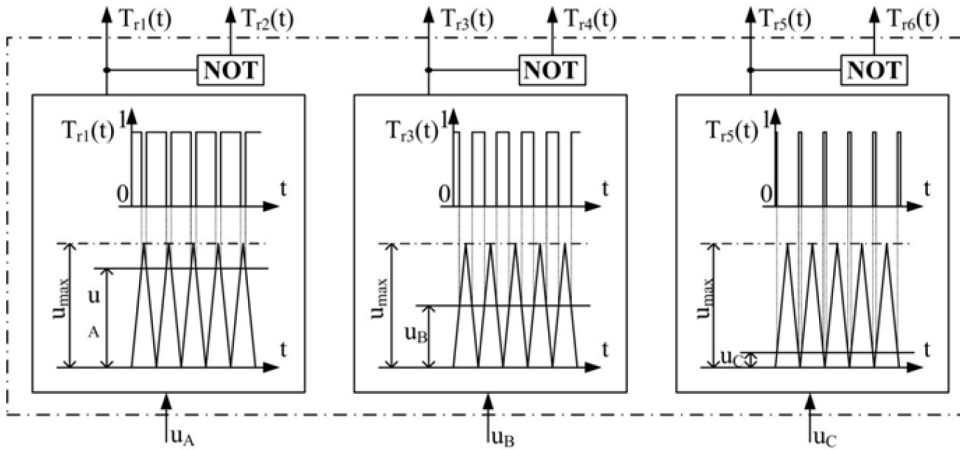 Tr1(t) Tr2(t) Tr3(t) Tr4(t) Tr5(t) Tr6(t)
NOT NOT NOT
Tr1(t) 1 Tr3(t) 1 Tr5(t) 1
0 t 0 t 0 t
umax u umax uB umax uC
A
t t t
uA uB uC